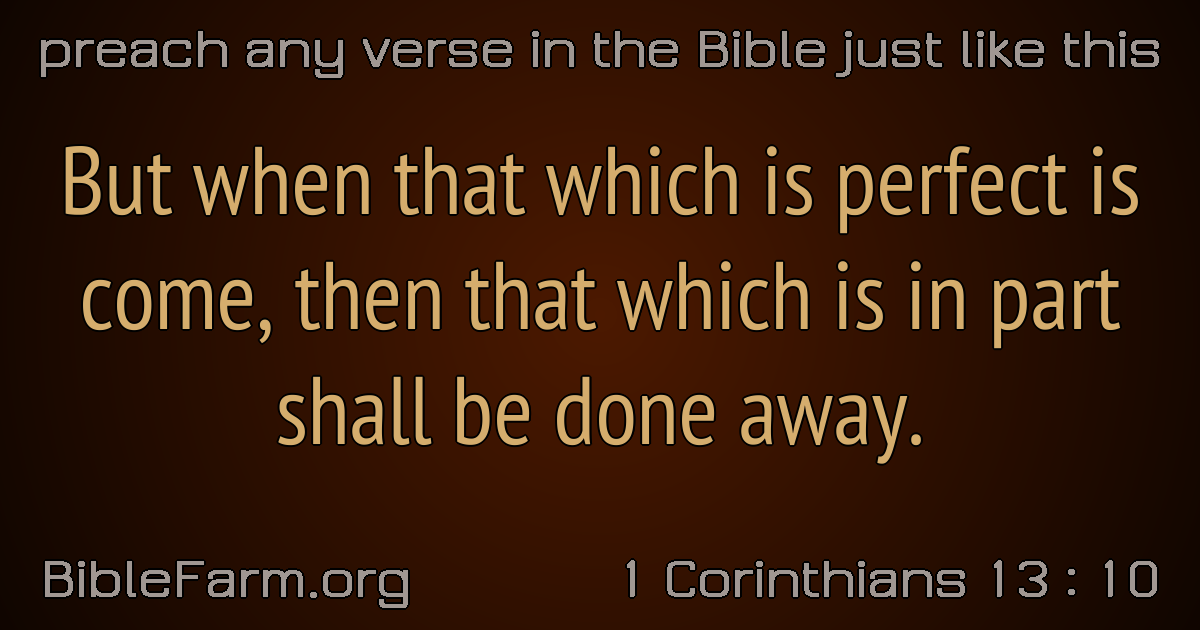 preach any verse in the Bible just like this
But when that which is perfect is
come, then that which is in part
shall be done away.
BibleFarm.org
1 Corinthians 13 : 10